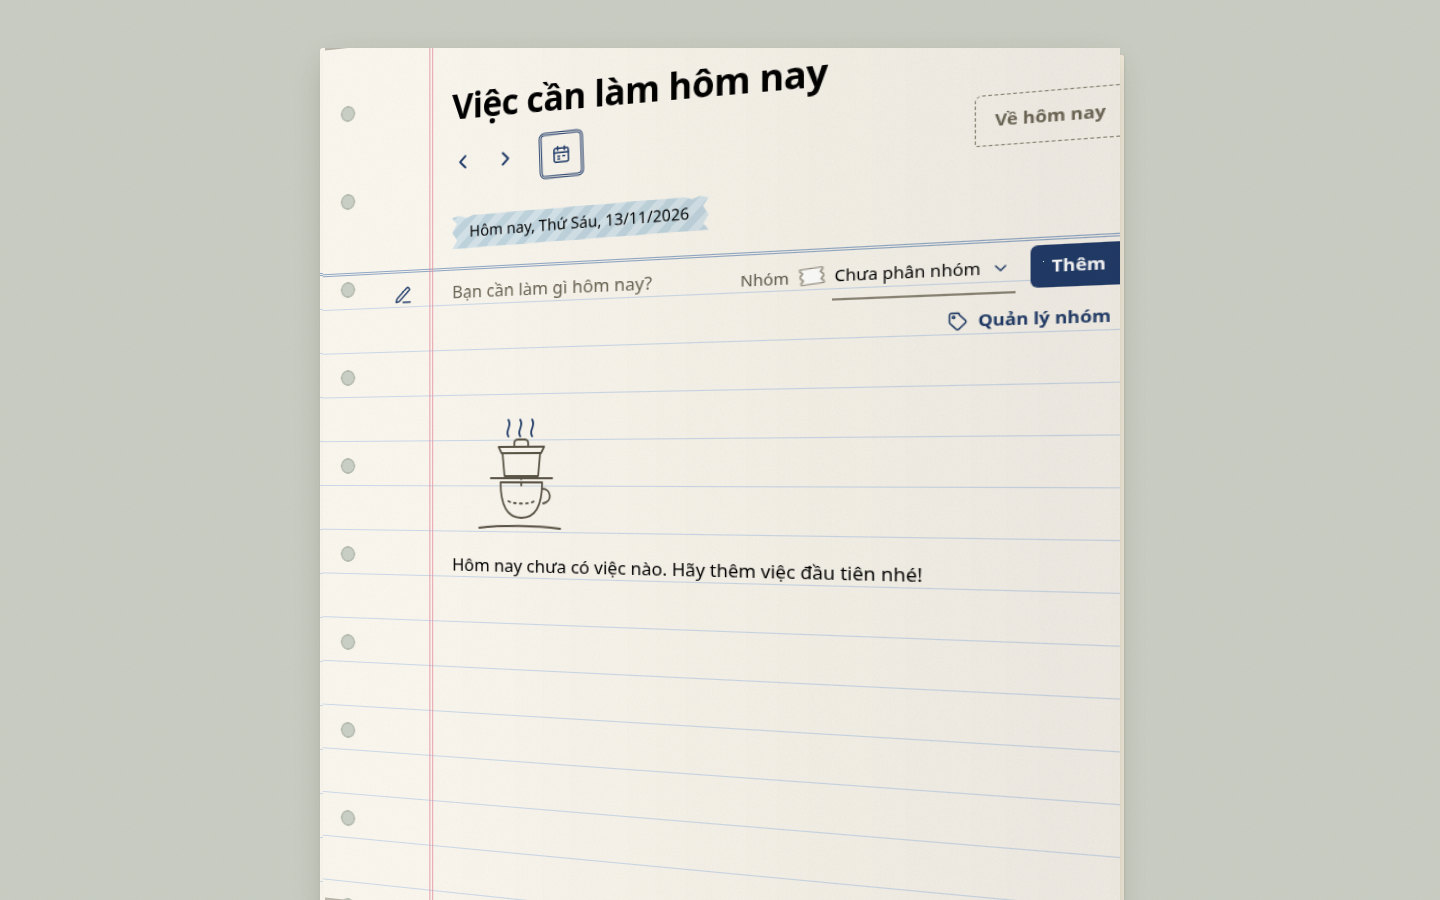 Việc cần làm hôm nay
Về hôm nay
Hôm nay, Thứ Sáu, 13/11/2026
Bạn cần làm gì hôm nay?
Nhóm
Chưa phân nhóm
Thêm
Quản lý nhóm
Hôm nay chưa có việc nào. Hãy thêm việc đầu tiên nhé!